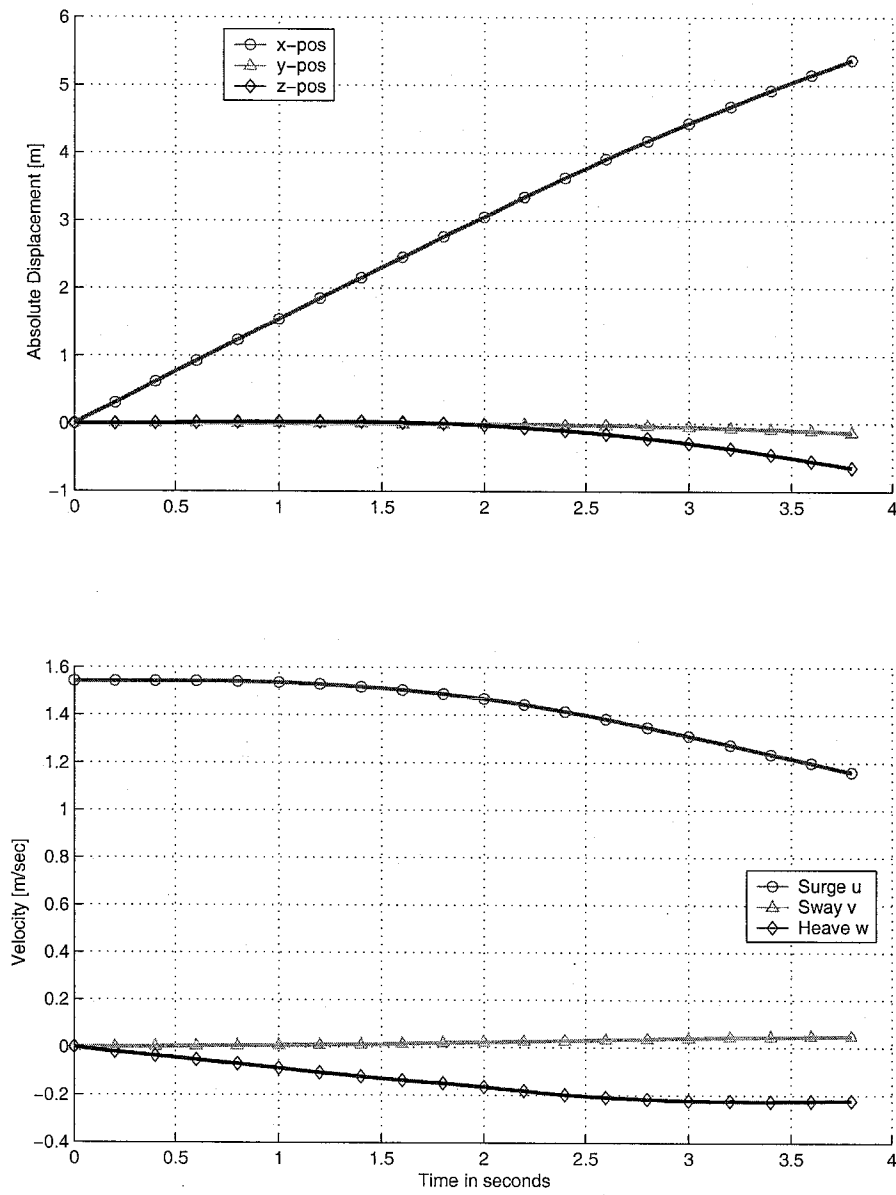 6
5
4
3
2
1
0
−1
Absolute Displacement [m]
x-pos
y-pos
z-pos
0 0.5 1 1.5 2 2.5 3 3.5 4
1.6
1.4
1.2
1
0.8
0.6
0.4
0.2
0
−0.2
−0.4
Velocity [m/sec]
Surge u
Sway v
Heave w
0 0.5 1 1.5 2 2.5 3 3.5 4
Time in seconds